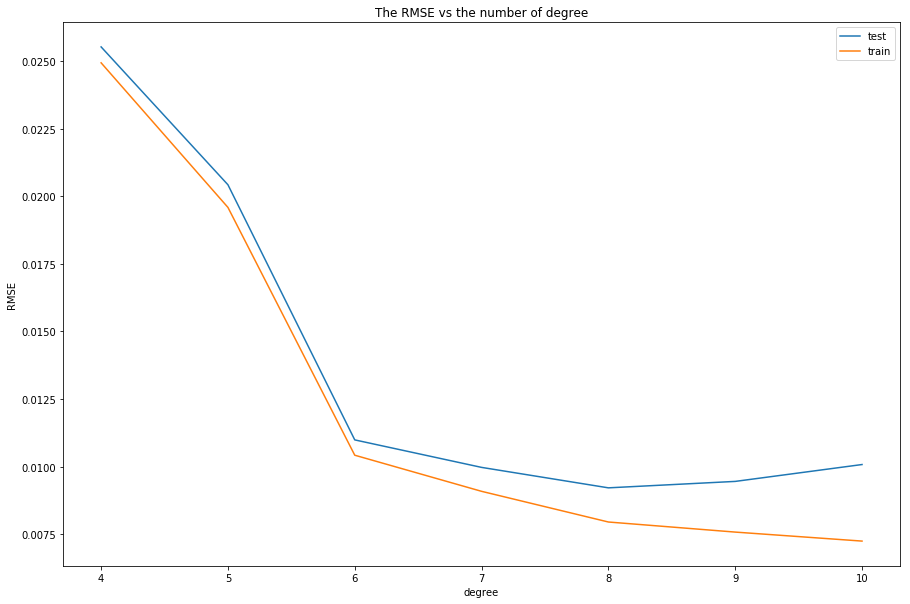 The RMSE vs the number of degree
test
train
0.0250
0.0225
0.0200
0.0175
0.0150
0.0125
0.0100
0.0075
RMSE
4 5 6 7 8 9 10
degree